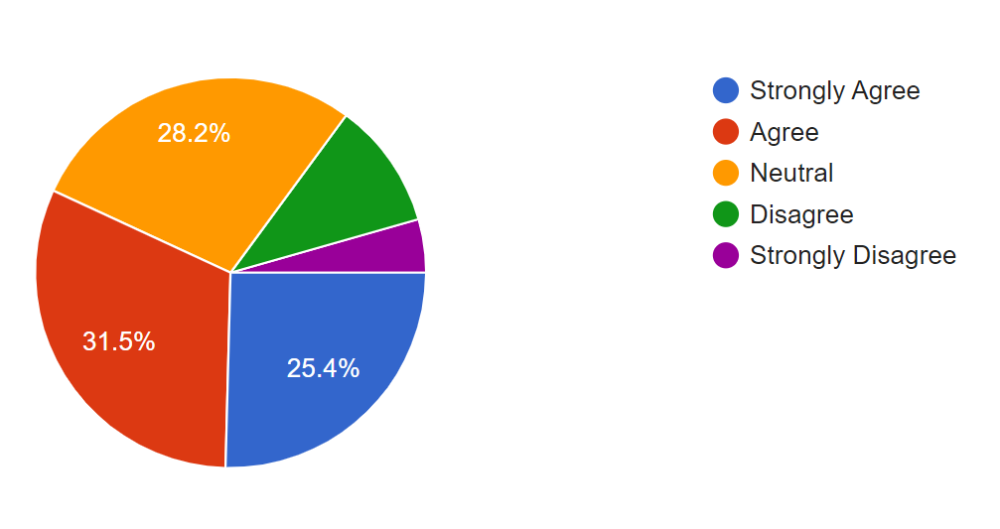 28.2%
31.5%
25.4%
Strongly Agree
Agree
Neutral
Disagree
Strongly Disagree